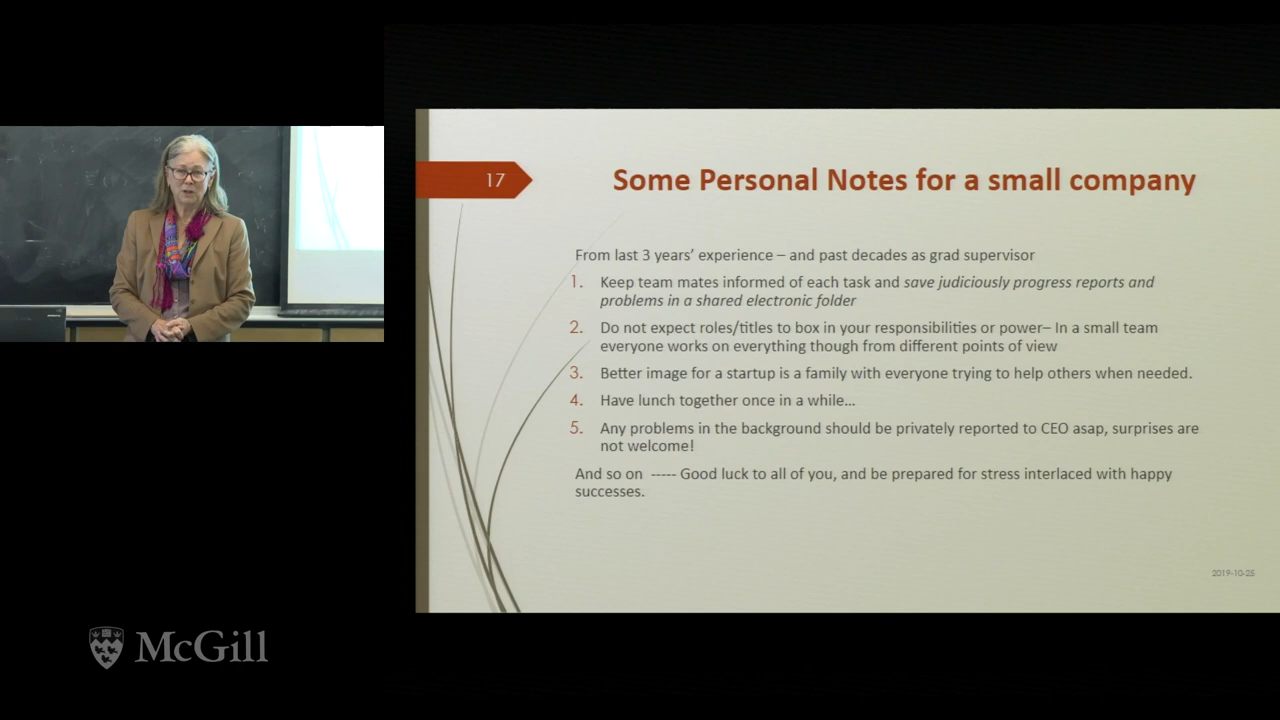 17
Some Personal Notes for a small company
From last 3 years' experience – and past decades as grad supervisor
1. Keep team mates informed of each task and save judiciously progress reports and
problems in a shared electronic folder
2. Do not expect roles/titles to box in your responsibilities or power– In a small team
everyone works on everything though from different points of view
3. Better image for a startup is a family with everyone trying to help others when needed.
4. Have lunch together once in a while…
5. Any problems in the background should be privately reported to CEO asap, surprises are
not welcome!
And so on ----- Good luck to all of you, and be prepared for stress interlaced with happy
successes.
2019-10-25
McGill